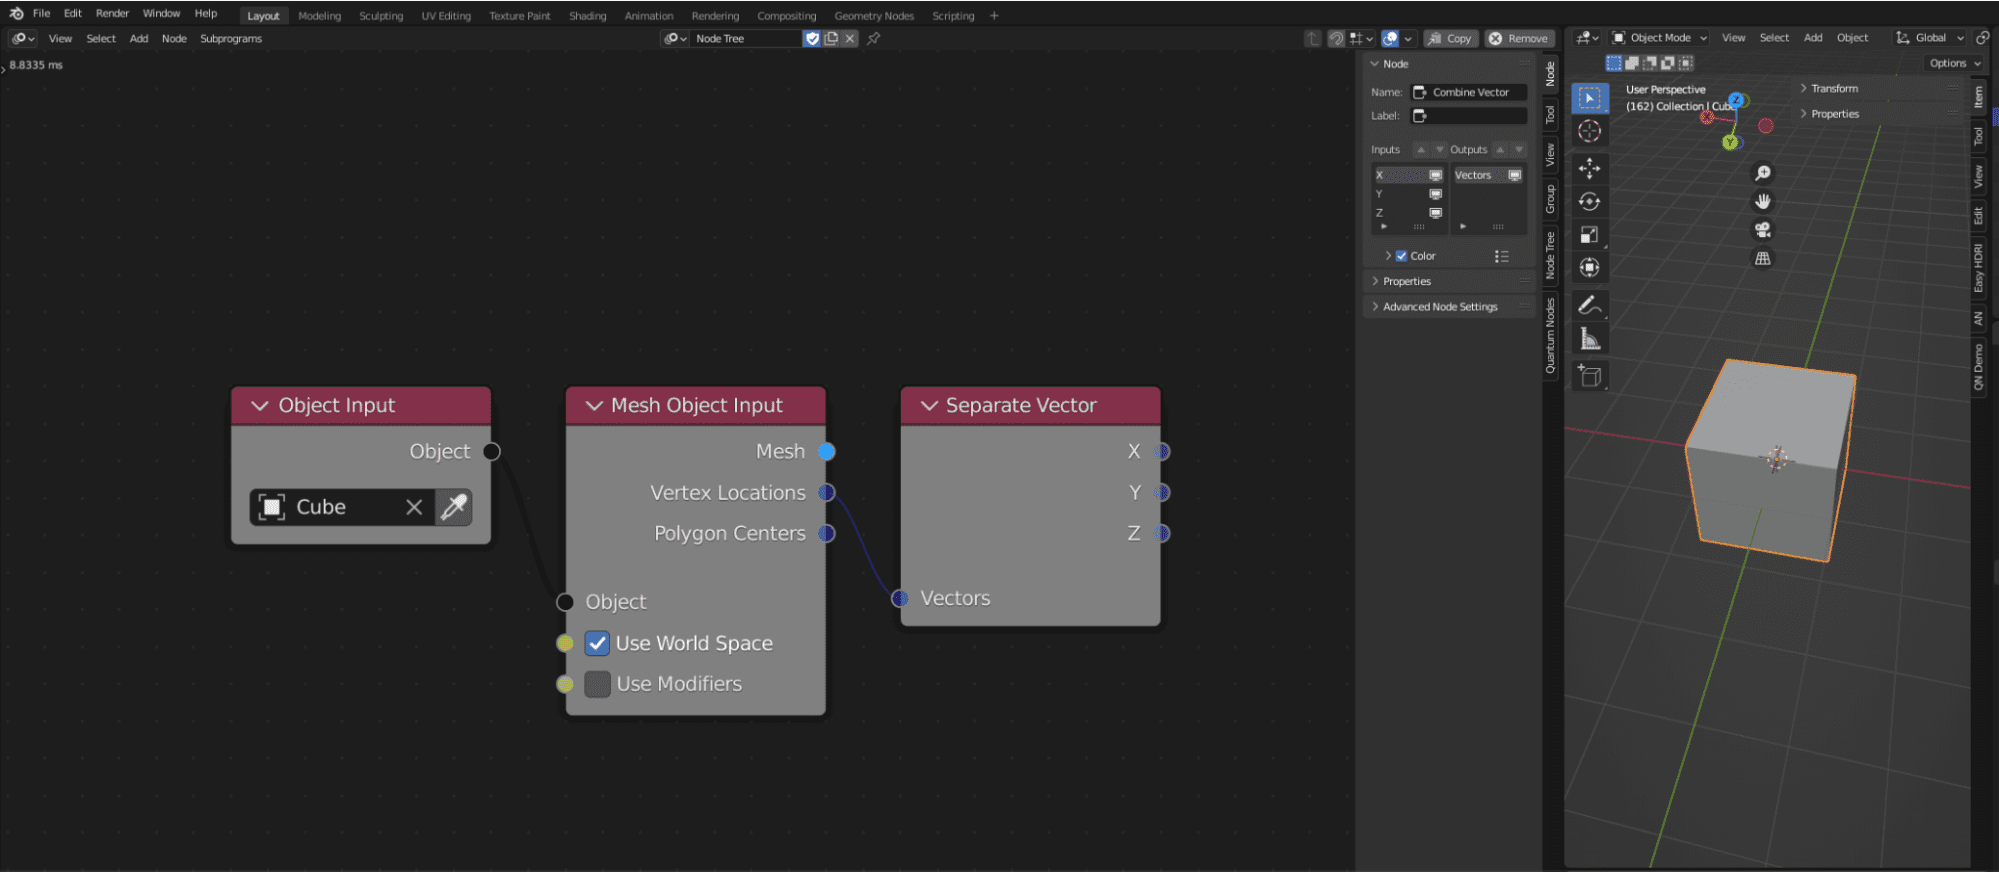 File Edit Render Window Help Layout Modeling Sculpting UV Editing Texture Paint Shading Animation Rendering Compositing Geometry Nodes Scripting +
View Select Add Node Subprograms Node Tree Copy Remove Object Mode View Select Add Object Global
Options
8.8335 ms
Node
Name: Combine Vector
Label:
Inputs Outputs
X Vectors
Y
Z
Color
Properties
Advanced Node Settings
Node
Tool
View
Group
Node Tree
Quantum Nodes
User Perspective
(162) Collection | Cube
Z
X
Y
Transform
Properties
Item
Tool
View
Edit
Easy HDRI
AN
QN Demo
Object Input
Object
Cube
Mesh Object Input
Mesh
Vertex Locations
Polygon Centers
Object
Use World Space
Use Modifiers
Separate Vector
X
Y
Z
Vectors